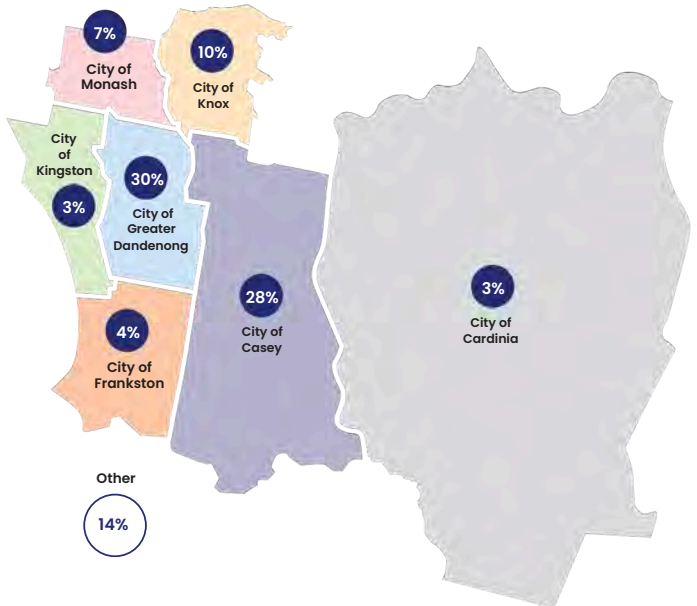 7%
City of
Monash
10%
City of
Knox
City
of
Kingston
3%
30%
City of
Greater
Dandenong
28%
City of
Casey
3%
City of
Cardinia
4%
City of
Frankston
Other
14%